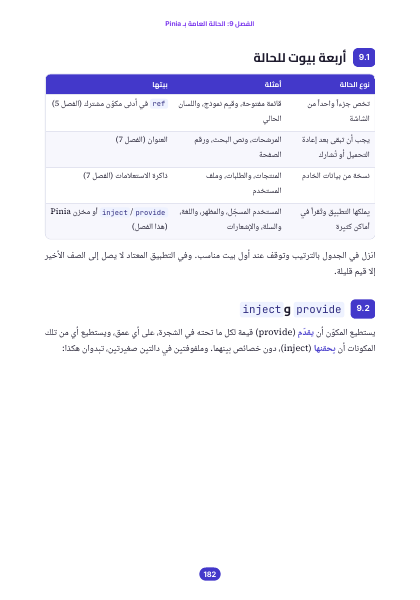 الفصل 9: الحالة العامة بـ Pinia
9.1 أربعة بيوت للحالة
نوع الحالة أمثلة بيتها
تخص جزءاً واحداً من الشاشة قائمة مفتوحة، وقيم نموذج، واللسان الحالي ref في أدنى مكوّن مشترك (الفصل 5)
يجب أن تبقى بعد إعادة التحميل أو تُشارك المرشحات، ونص البحث، ورقم الصفحة العنوان (الفصل 7)
نسخة من بيانات الخادم المنتجات، والطلبات، وملف المستخدم ذاكرة الاستعلامات (الفصل 7)
يملكها التطبيق وتُقرأ في أماكن كثيرة المستخدم المسجّل، والمظهر، واللغة، والسلة، والإشعارات provide / inject أو مخزن Pinia (هذا الفصل)
انزل في الجدول بالترتيب وتوقف عند أول بيت مناسب. وفي التطبيق المعتاد لا يصل إلى الصف الأخير
إلا قيم قليلة.
9.2 provide و inject
يستطيع المكوّن أن يقدّم (provide) قيمة لكل ما تحته في الشجرة، على أي عمق، ويستطيع أي من تلك
المكونات أن يحقنها (inject)، دون خصائص بينهما. وملفوفتين في دالتين صغيرتين، تبدوان هكذا:
182